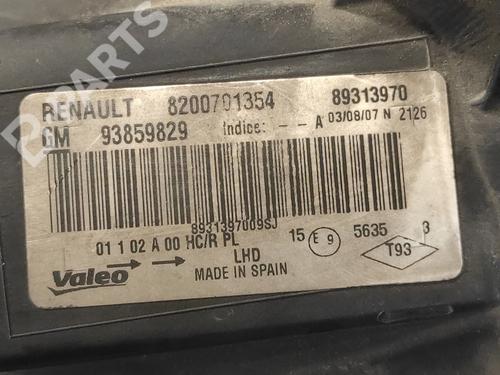 B-PARTS
RENAULT 8200701354 89313970
GM 93859829 Indice: - - A 03/08/07 N 2126
8931397009SJ
01 1 02 A 00 HC/R PL 15 E 9 5635 3
LHD T93
Valeo MADE IN SPAIN